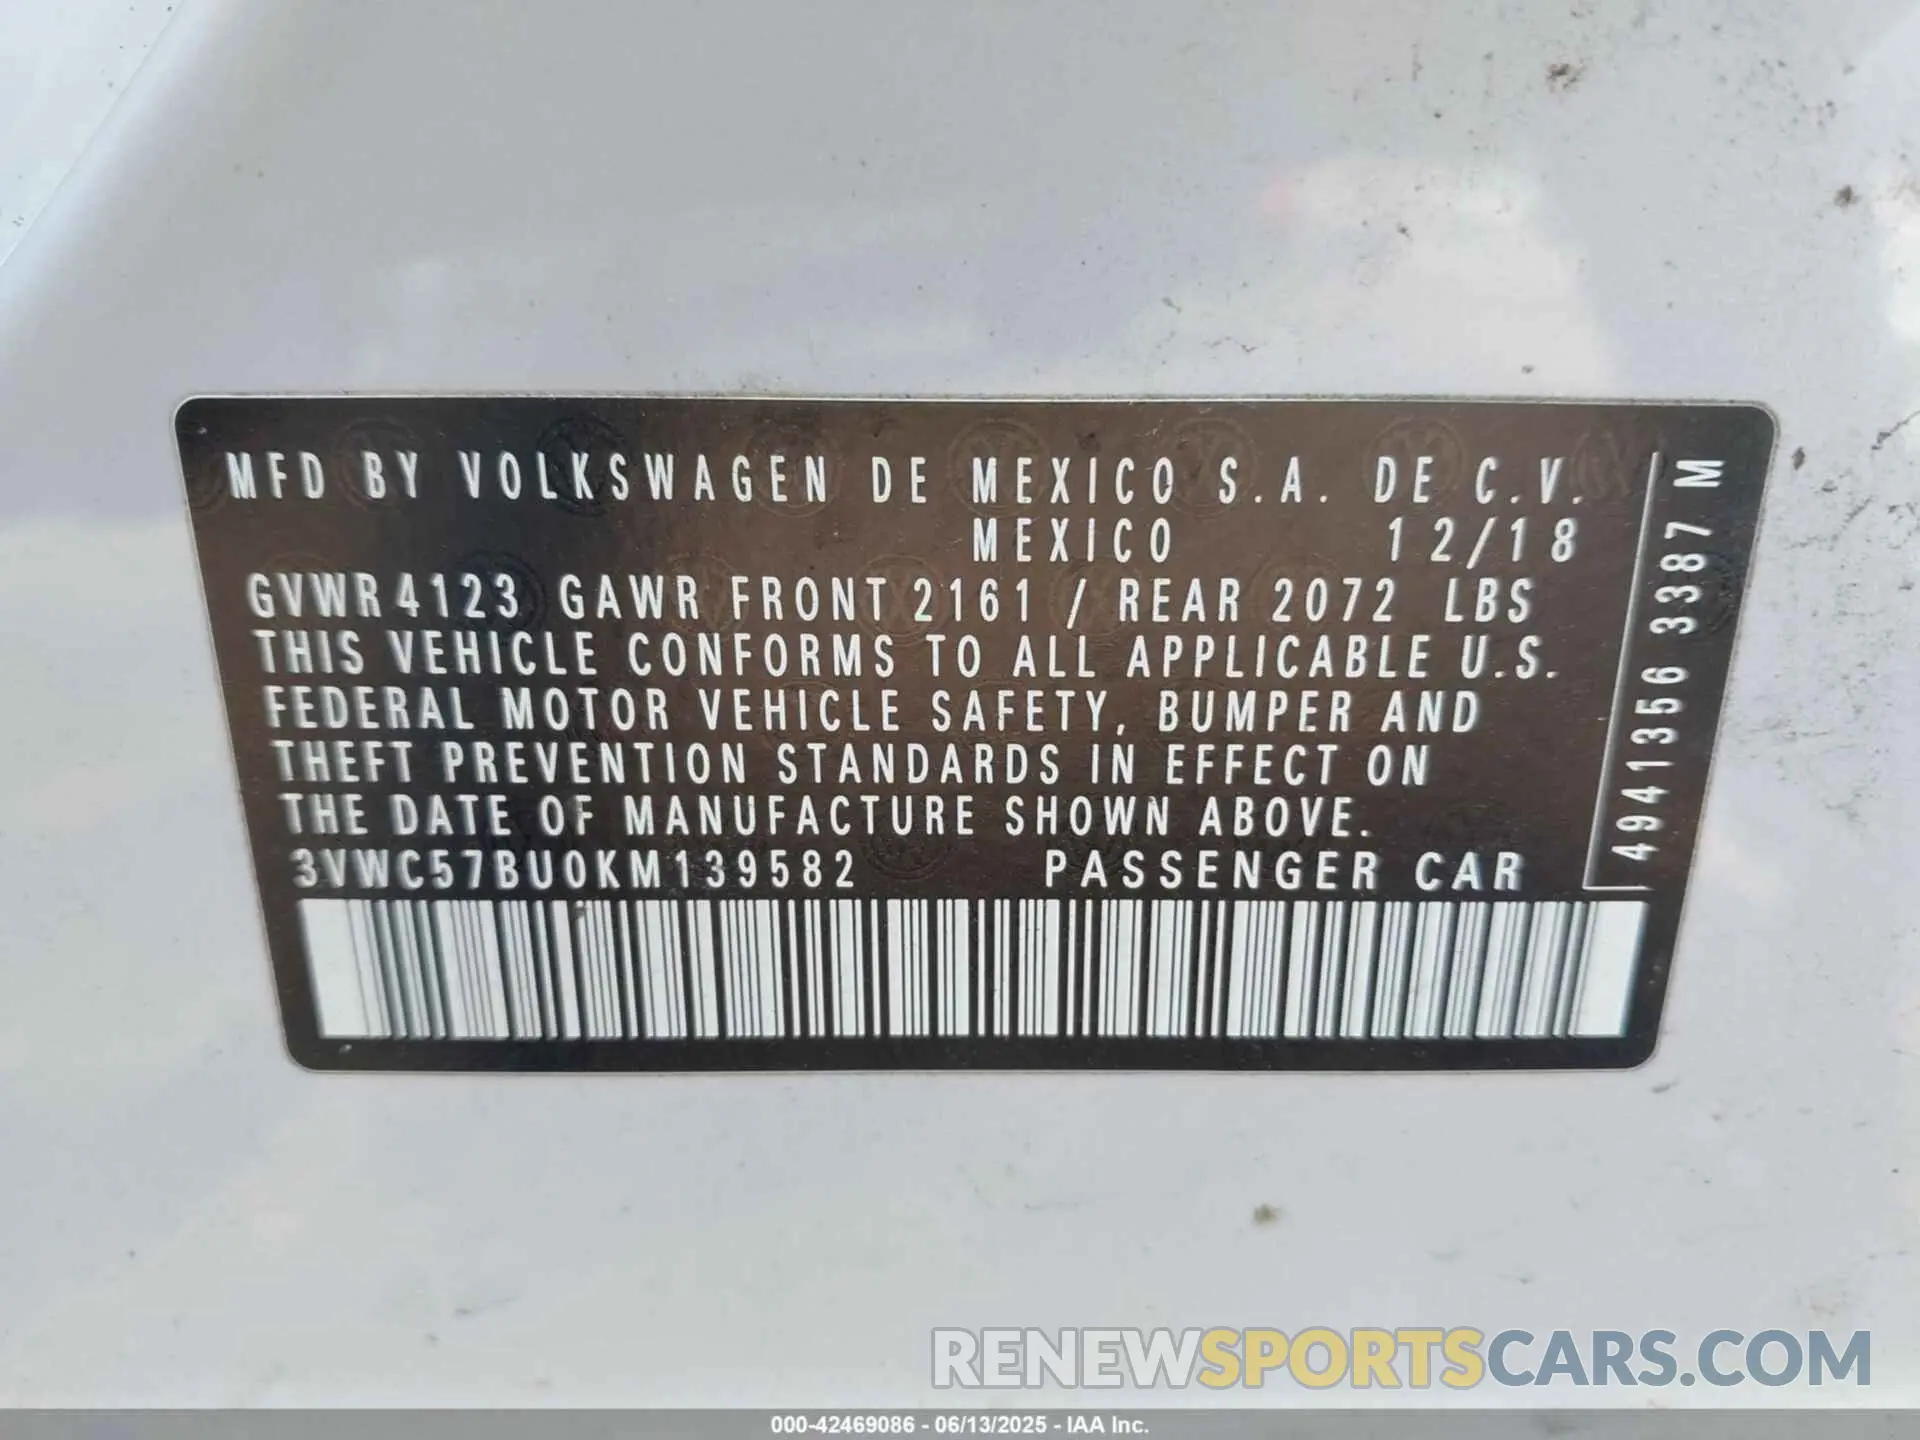 MFD BY VOLKSWAGEN DE MEXICO S.A. DE C.V.
MEXICO 12/18
GVWR 4123 GAWR FRONT 2161 / REAR 2072 LBS
THIS VEHICLE CONFORMS TO ALL APPLICABLE U.S.
FEDERAL MOTOR VEHICLE SAFETY, BUMPER AND
THEFT PREVENTION STANDARDS IN EFFECT ON
THE DATE OF MANUFACTURE SHOWN ABOVE.
3VWC57BU0KM139582 PASSENGER CAR
4941356 3387 M
RENEWSPORTSCARS.COM
000-42469086 - 06/13/2025 - IAA Inc.